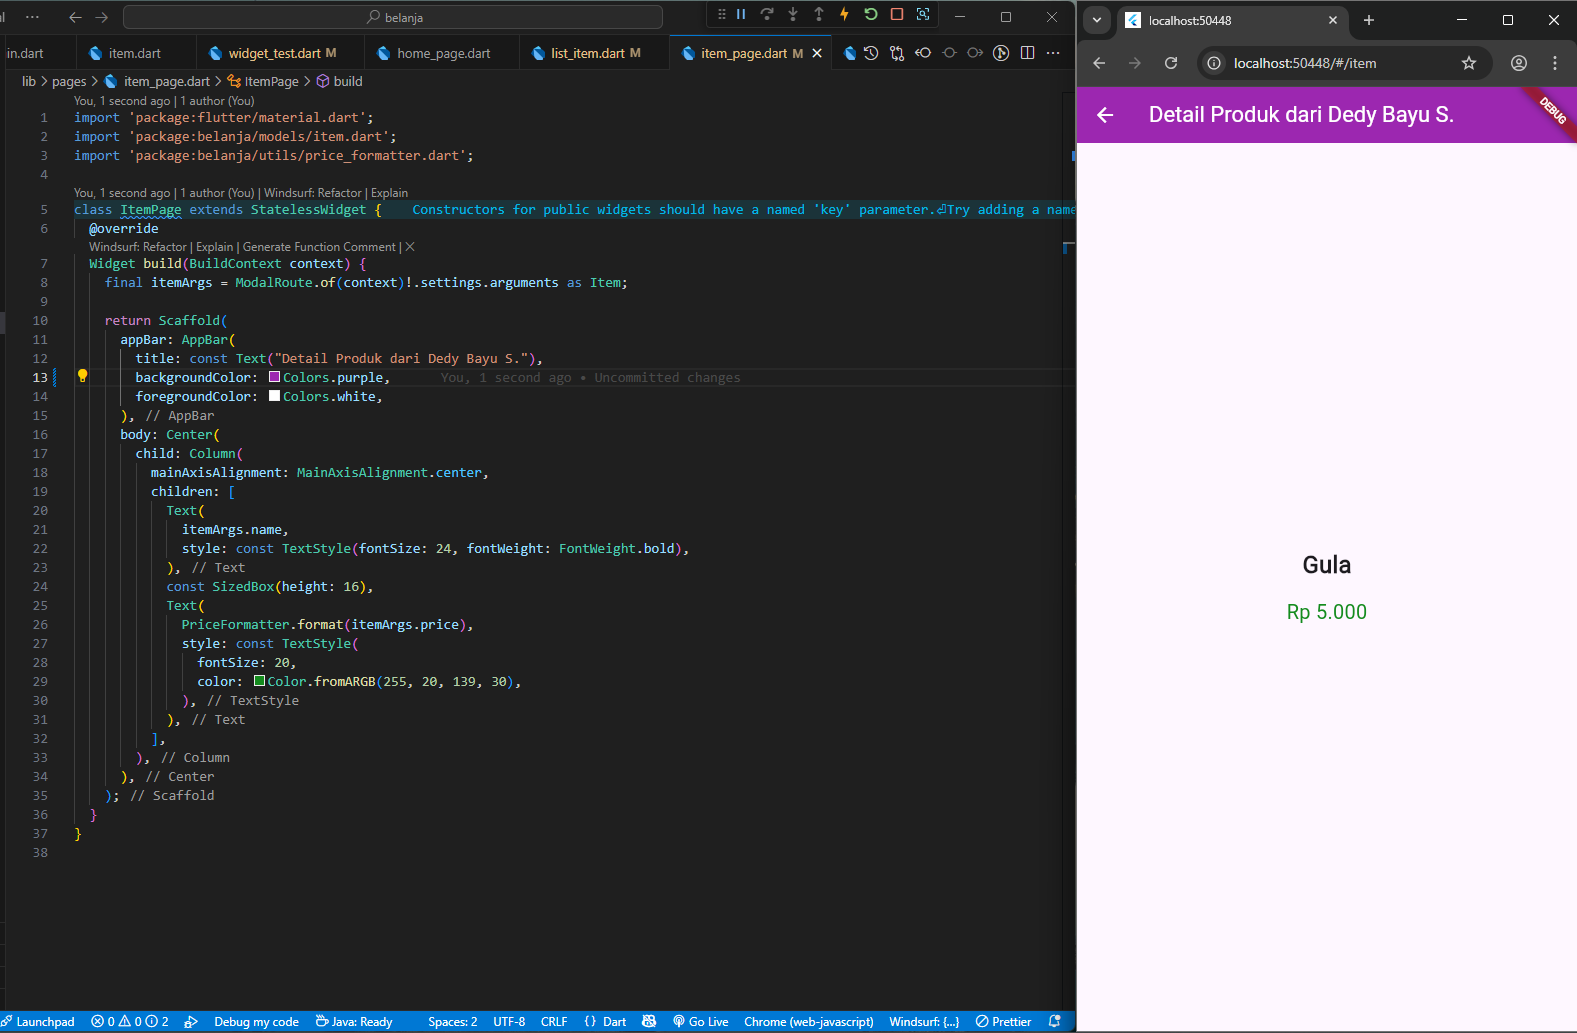 belanja
in.dart
item.dart
widget_test.dart M
home_page.dart
list_item.dart M
item_page.dart M
lib > pages > item_page.dart > ItemPage > build
You, 1 second ago | 1 author (You)
1 import 'package:flutter/material.dart';
2 import 'package:belanja/models/item.dart';
3 import 'package:belanja/utils/price_formatter.dart';
4
You, 1 second ago | 1 author (You) | Windsurf: Refactor | Explain
5 class ItemPage extends StatelessWidget { Constructors for public widgets should have a named 'key' parameter.⏎Try adding a name
6 @override
Windsurf: Refactor | Explain | Generate Function Comment | ×
7 Widget build(BuildContext context) {
8 final itemArgs = ModalRoute.of(context)!.settings.arguments as Item;
9
10 return Scaffold(
11 appBar: AppBar(
12 title: const Text("Detail Produk dari Dedy Bayu S."),
13 backgroundColor: Colors.purple, You, 1 second ago • Uncommitted changes
14 foregroundColor: Colors.white,
15 ), // AppBar
16 body: Center(
17 child: Column(
18 mainAxisAlignment: MainAxisAlignment.center,
19 children: [
20 Text(
21 itemArgs.name,
22 style: const TextStyle(fontSize: 24, fontWeight: FontWeight.bold),
23 ), // Text
24 const SizedBox(height: 16),
25 Text(
26 PriceFormatter.format(itemArgs.price),
27 style: const TextStyle(
28 fontSize: 20,
29 color: Color.fromARGB(255, 20, 139, 30),
30 ), // TextStyle
31 ), // Text
32 ],
33 ), // Column
34 ), // Center
35 ); // Scaffold
36 }
37 }
38
Launchpad 0 0 2 Debug my code Java: Ready Spaces: 2 UTF-8 CRLF {} Dart Go Live Chrome (web-javascript) Windsurf: {...} Prettier
localhost:50448
localhost:50448/#/item
Detail Produk dari Dedy Bayu S.
DEBUG
Gula
Rp 5.000